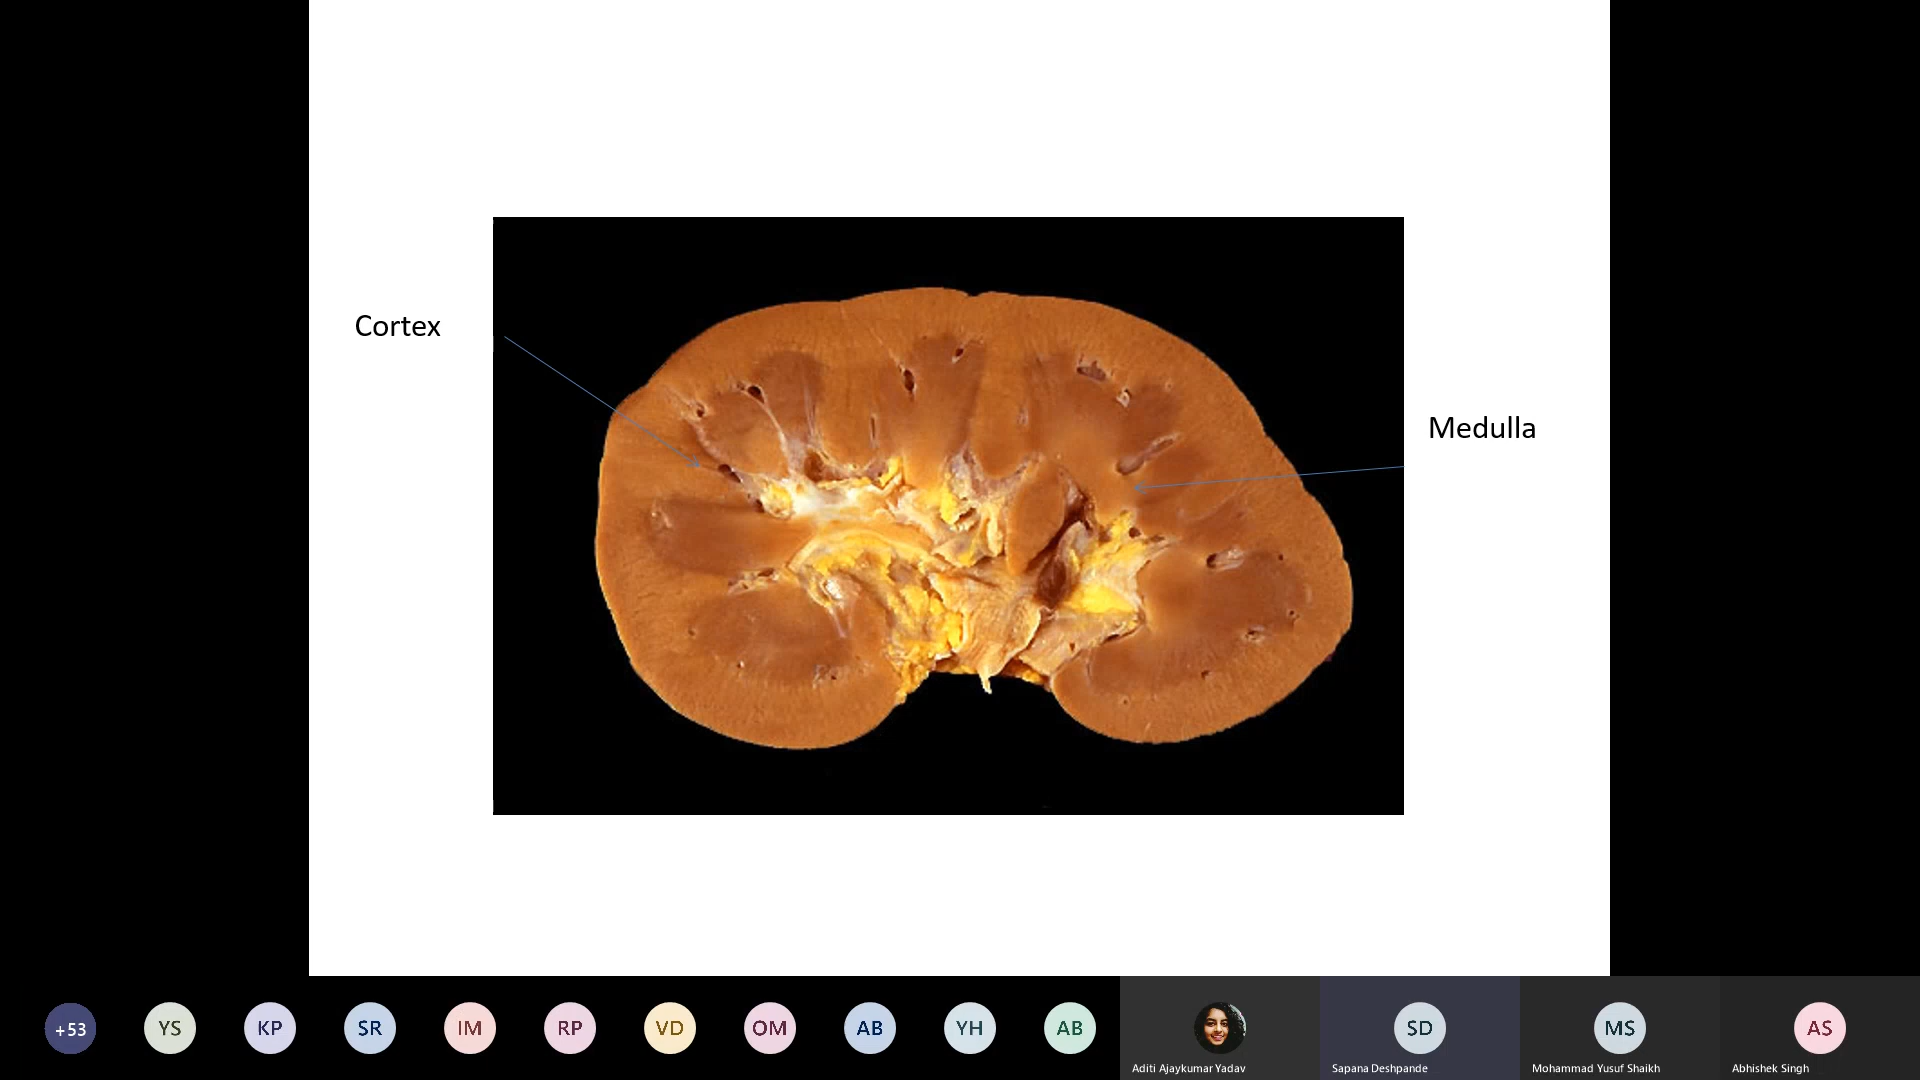 Cortex
Medulla
+53
YS
KP
SR
IM
RP
VD
OM
AB
YH
AB
SD
MS
AS
Aditi Ajaykumar Yadav
Sapana Deshpande
Mohammad Yusuf Shaikh
Abhishek Singh